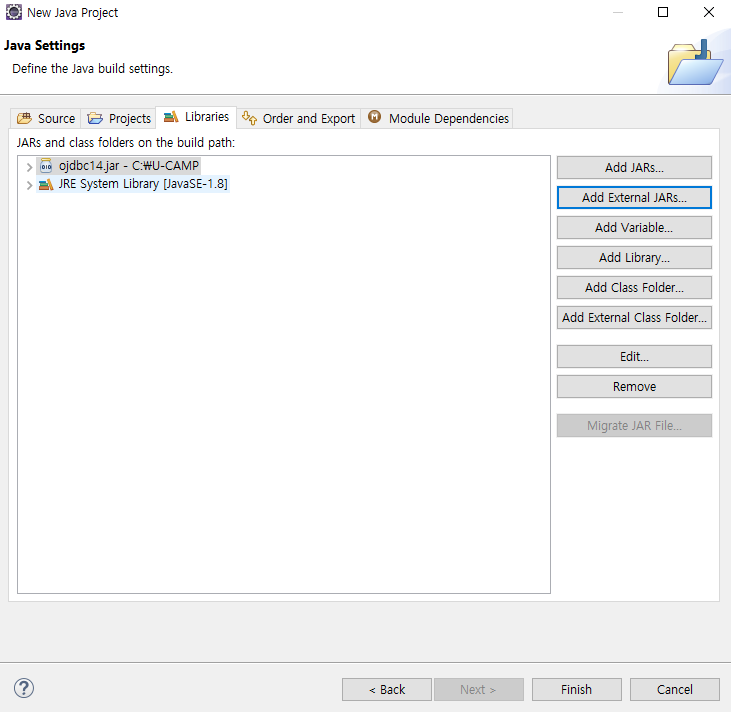 New Java Project
Java Settings
Define the Java build settings.
Source Projects Libraries Order and Export Module Dependencies
JARs and class folders on the build path:
ojdbc14.jar - C:₩U-CAMP
JRE System Library [JavaSE-1.8]
Add JARs...
Add External JARs...
Add Variable...
Add Library...
Add Class Folder...
Add External Class Folder...
Edit...
Remove
Migrate JAR File...
< Back Next > Finish Cancel